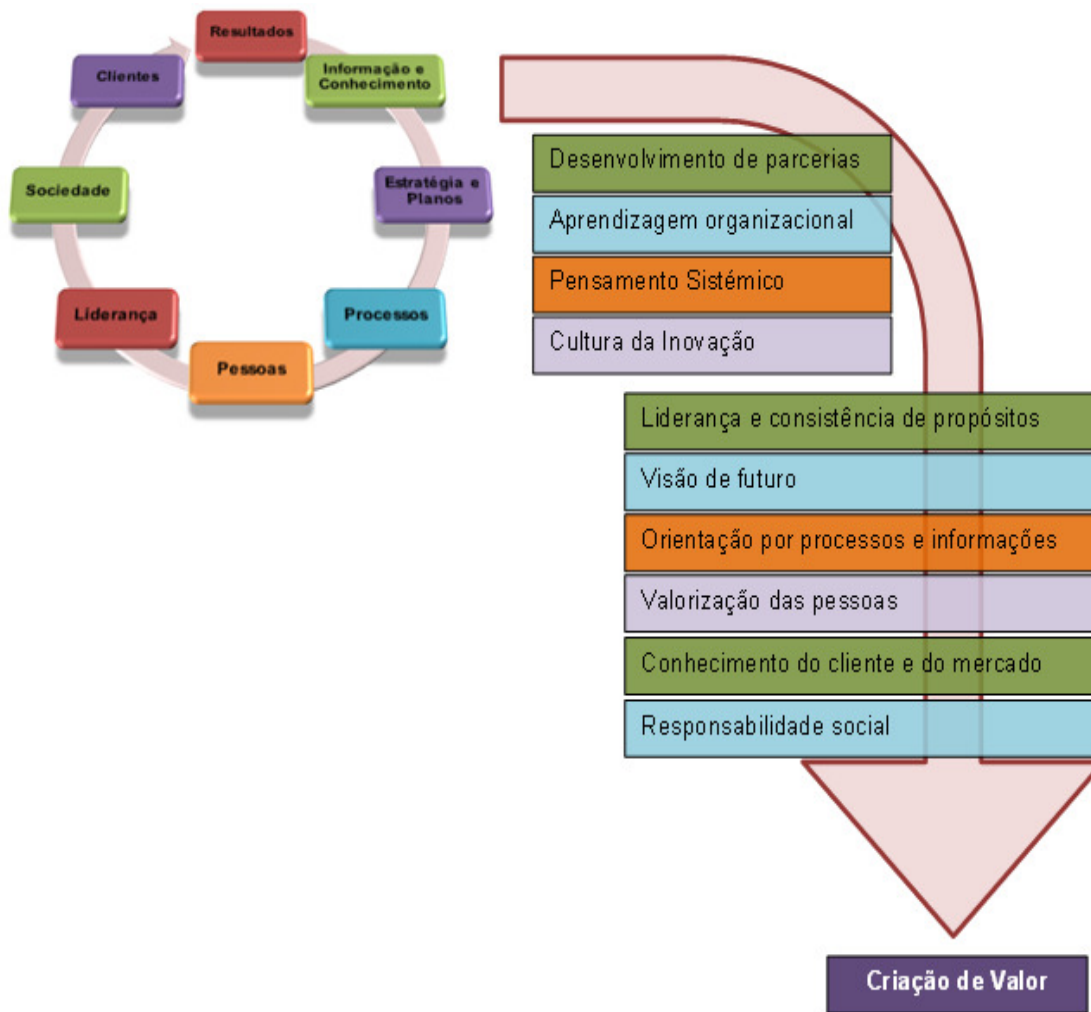 Resultados
Informação e
Conhecimento
Estratégia e
Planos
Processos
Pessoas
Liderança
Sociedade
Clientes
Desenvolvimento de parcerias
Aprendizagem organizacional
Pensamento Sistémico
Cultura da Inovação
Liderança e consistência de propósitos
Visão de futuro
Orientação por processos e informações
Valorização das pessoas
Conhecimento do cliente e do mercado
Responsabilidade social
Criação de Valor